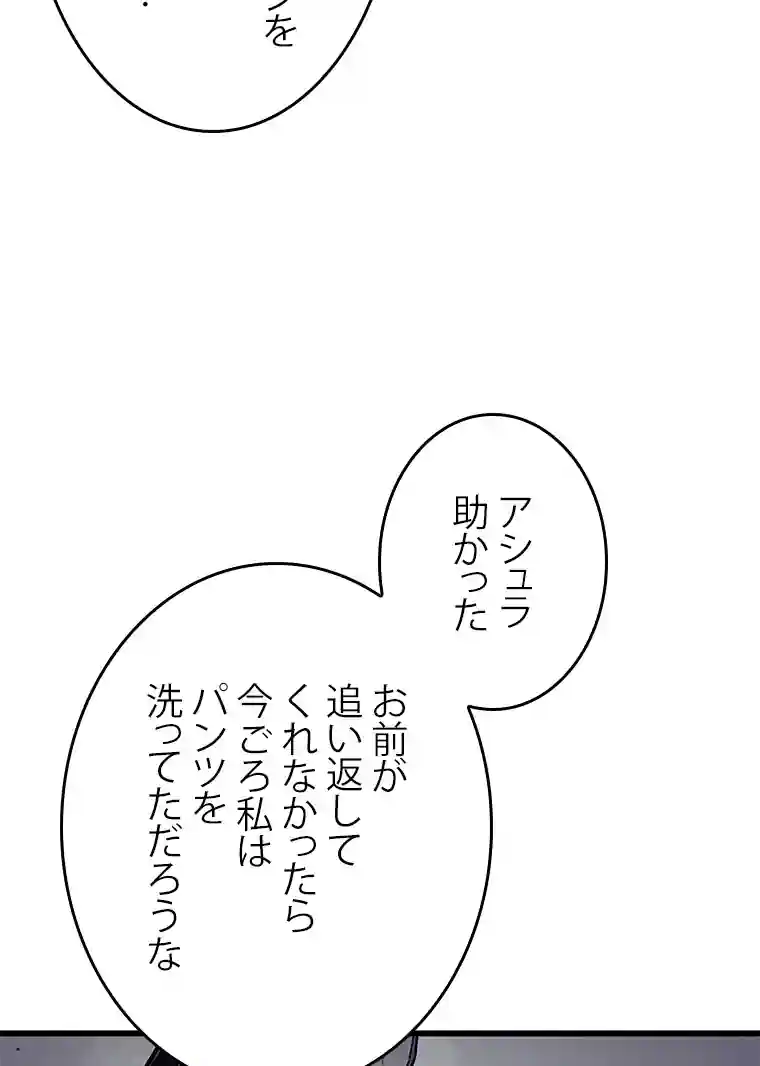 を
アシュラ
助かった
お前が
追い返して
くれなかったら
今ごろ私は
パンツを
洗ってただろうな